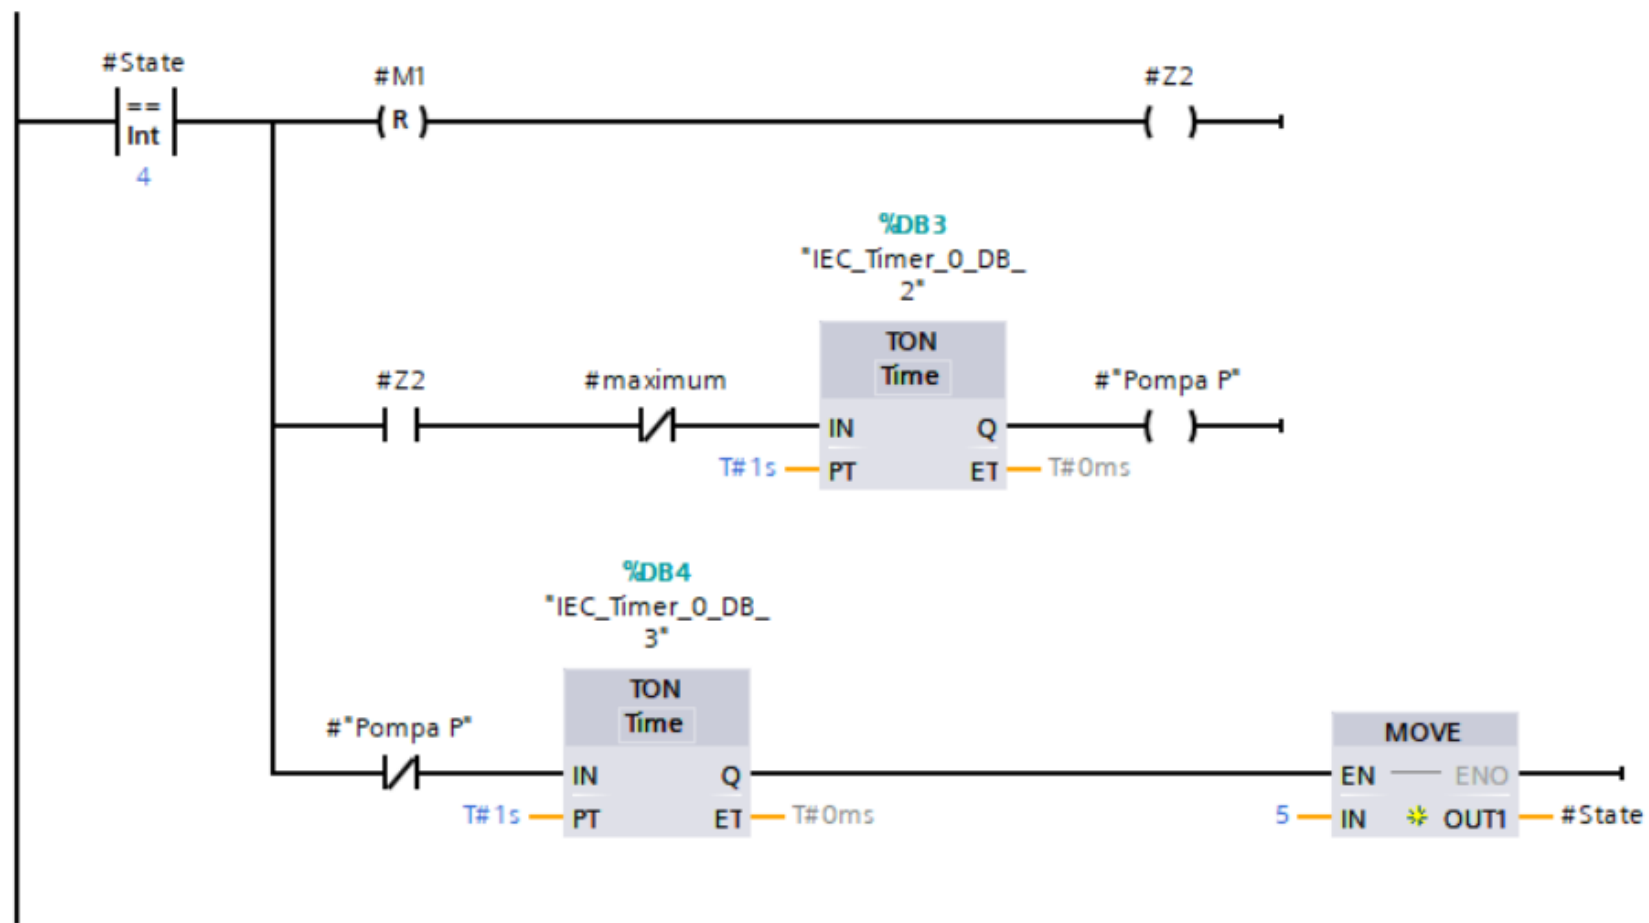 #State
==
Int
4
#M1
R
#Z2
%DB3
"IEC_Timer_0_DB_
2"
TON
Time
#Z2
#maximum
#"Pompa P"
IN
Q
T#1s
PT
ET
T#0ms
%DB4
"IEC_Timer_0_DB_
3"
TON
Time
#"Pompa P"
IN
Q
T#1s
PT
ET
T#0ms
MOVE
EN
ENO
5
IN
OUT1
#State